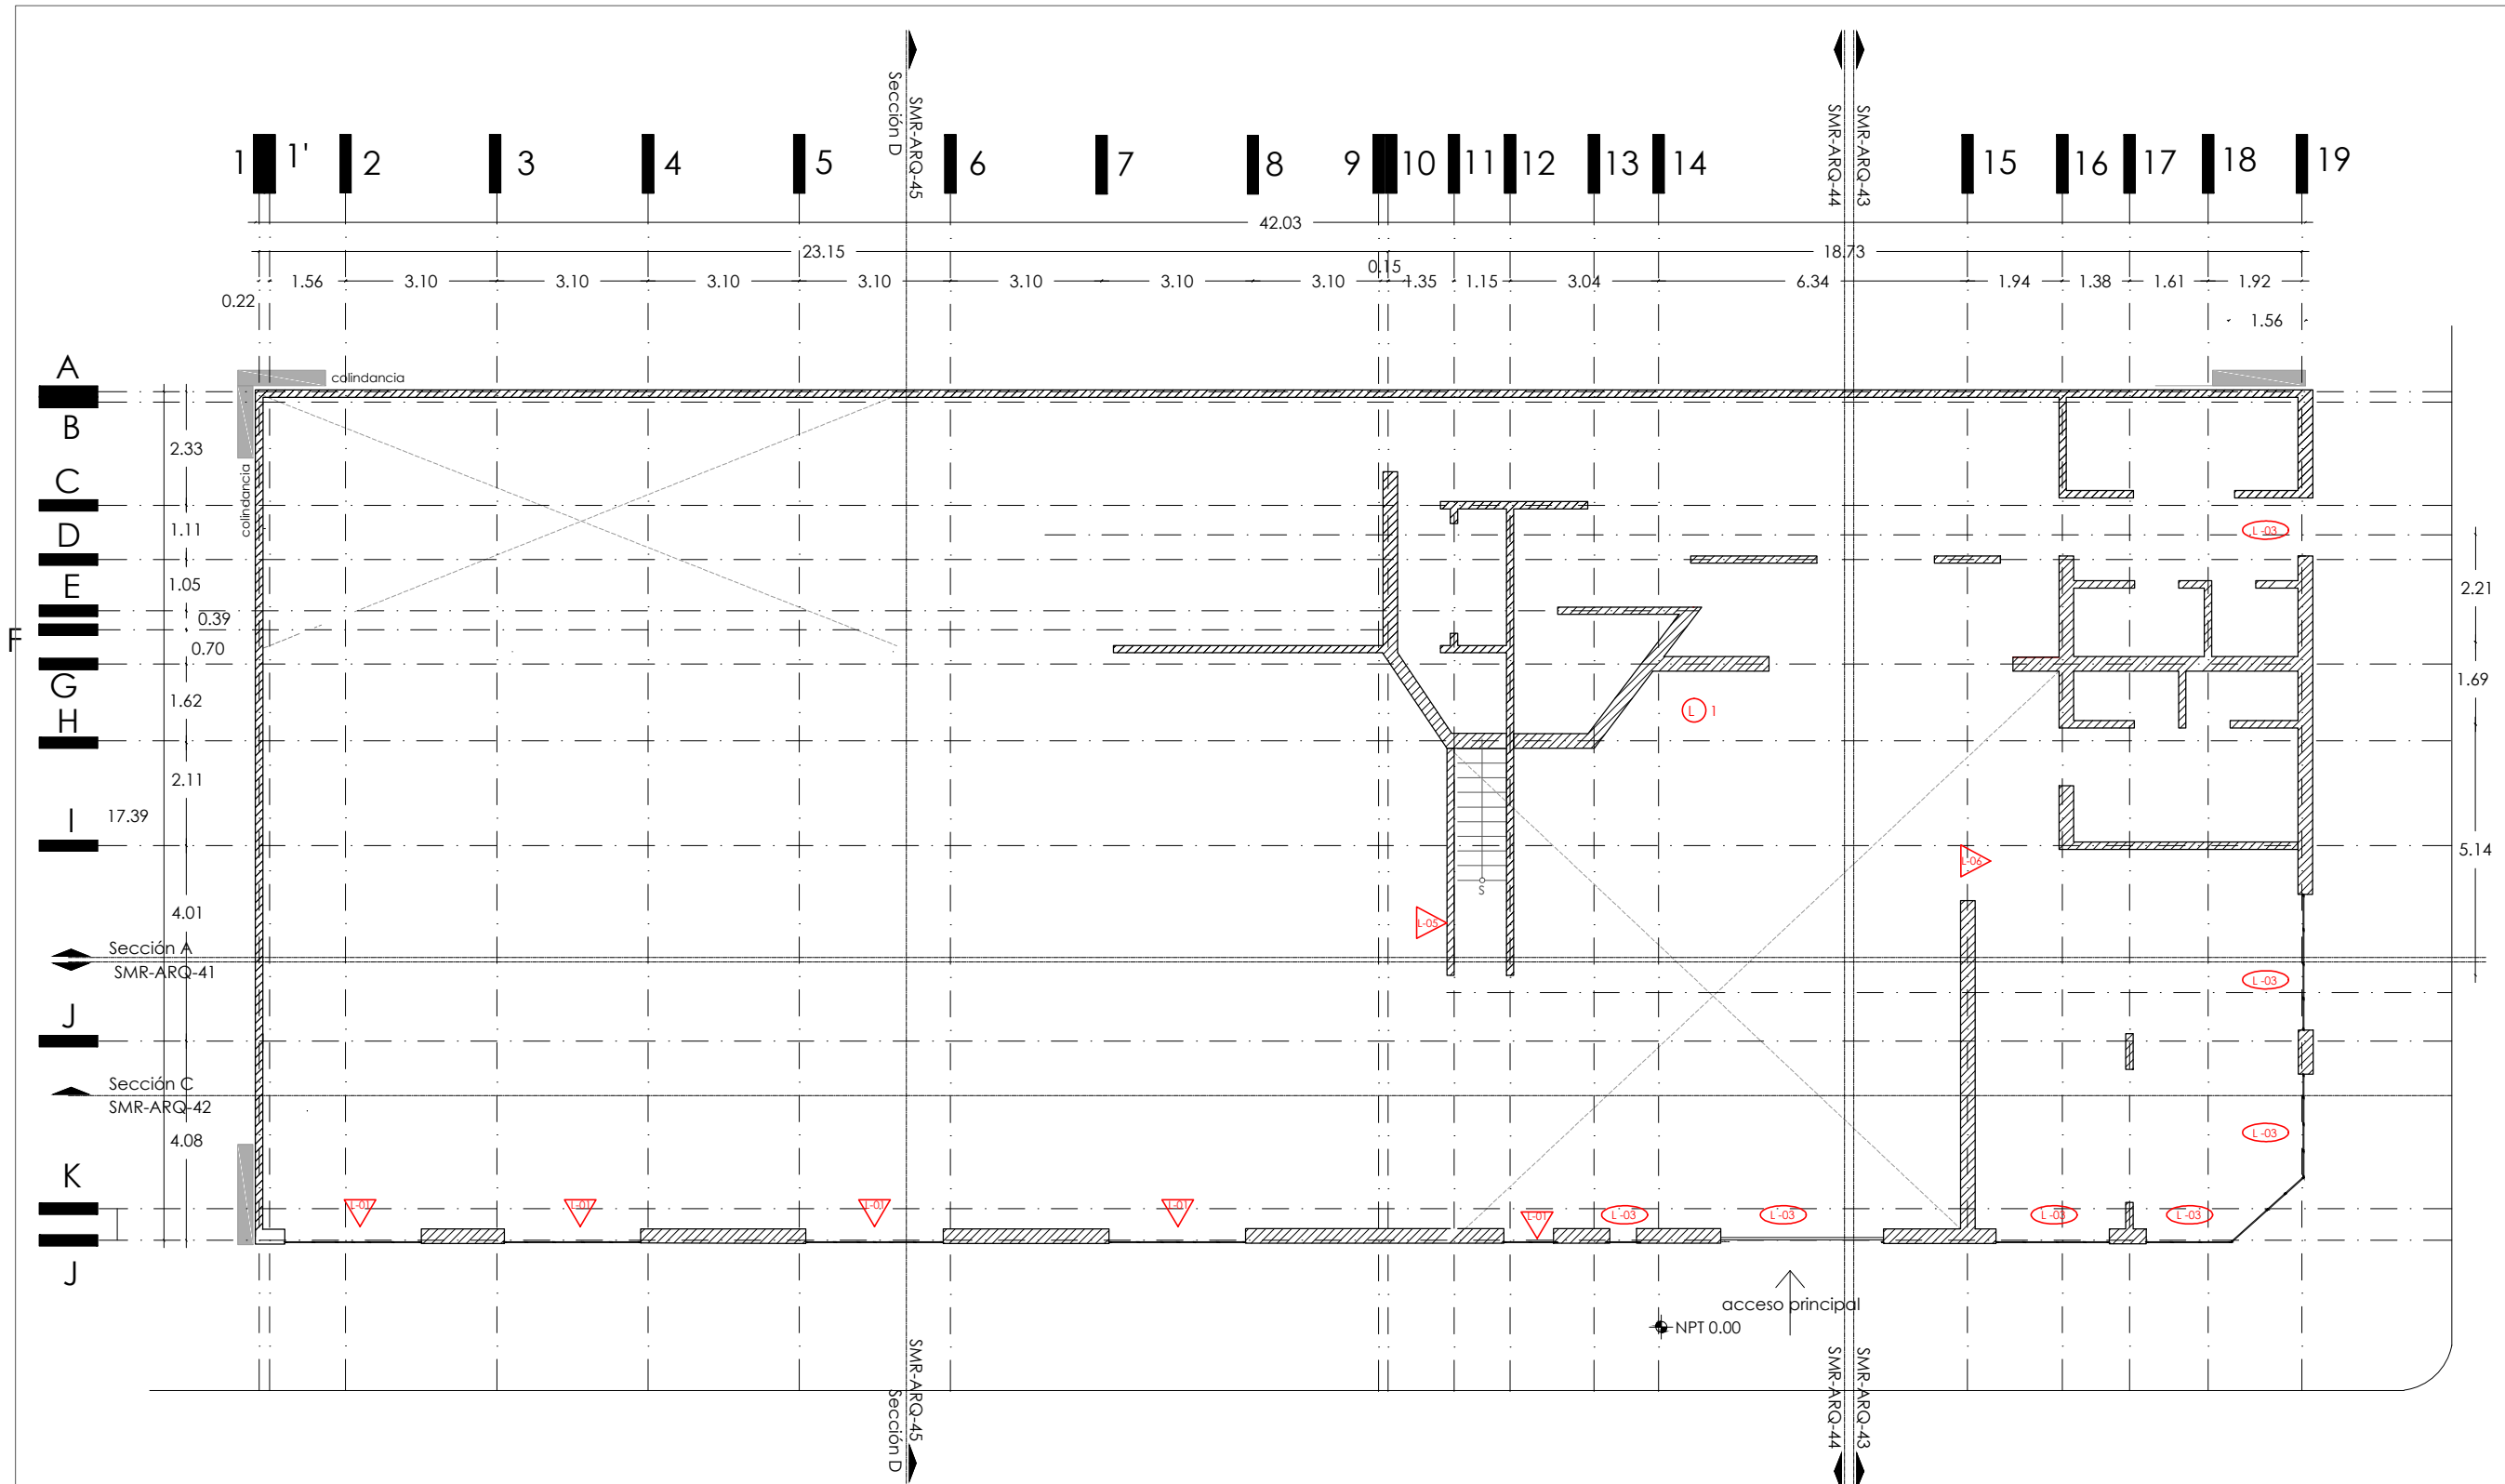 Sección D
SMR-ARQ-45
SMR-ARQ-44
SMR-ARQ-43
1 1' 2 3 4 5 6 7 8 9 10 11 12 13 14 15 16 17 18 19
42.03
23.15 18.73
0.15
1.56 3.10 3.10 3.10 3.10 3.10 3.10 3.10 1.35 1.15 3.04 6.34 1.94 1.38 1.61 1.92
0.22
1.56
A
colindancia
B
2.33
C
colindancia
1.11
D
L-03
1.05
E
2.21
0.39
F
0.70
G
1.69
1.62
L 1
H
2.11
I
17.39
5.14
L-06
S
4.01
L-05
Sección A
SMR-ARQ-41
L-03
J
Sección C
SMR-ARQ-42
L-03
4.08
K
L-01 L-01 L-01 L-01 L-01 L-03 L-03 L-03 L-03
J
acceso principal
NPT 0.00
SMR-ARQ-45
Sección D
SMR-ARQ-44
SMR-ARQ-43